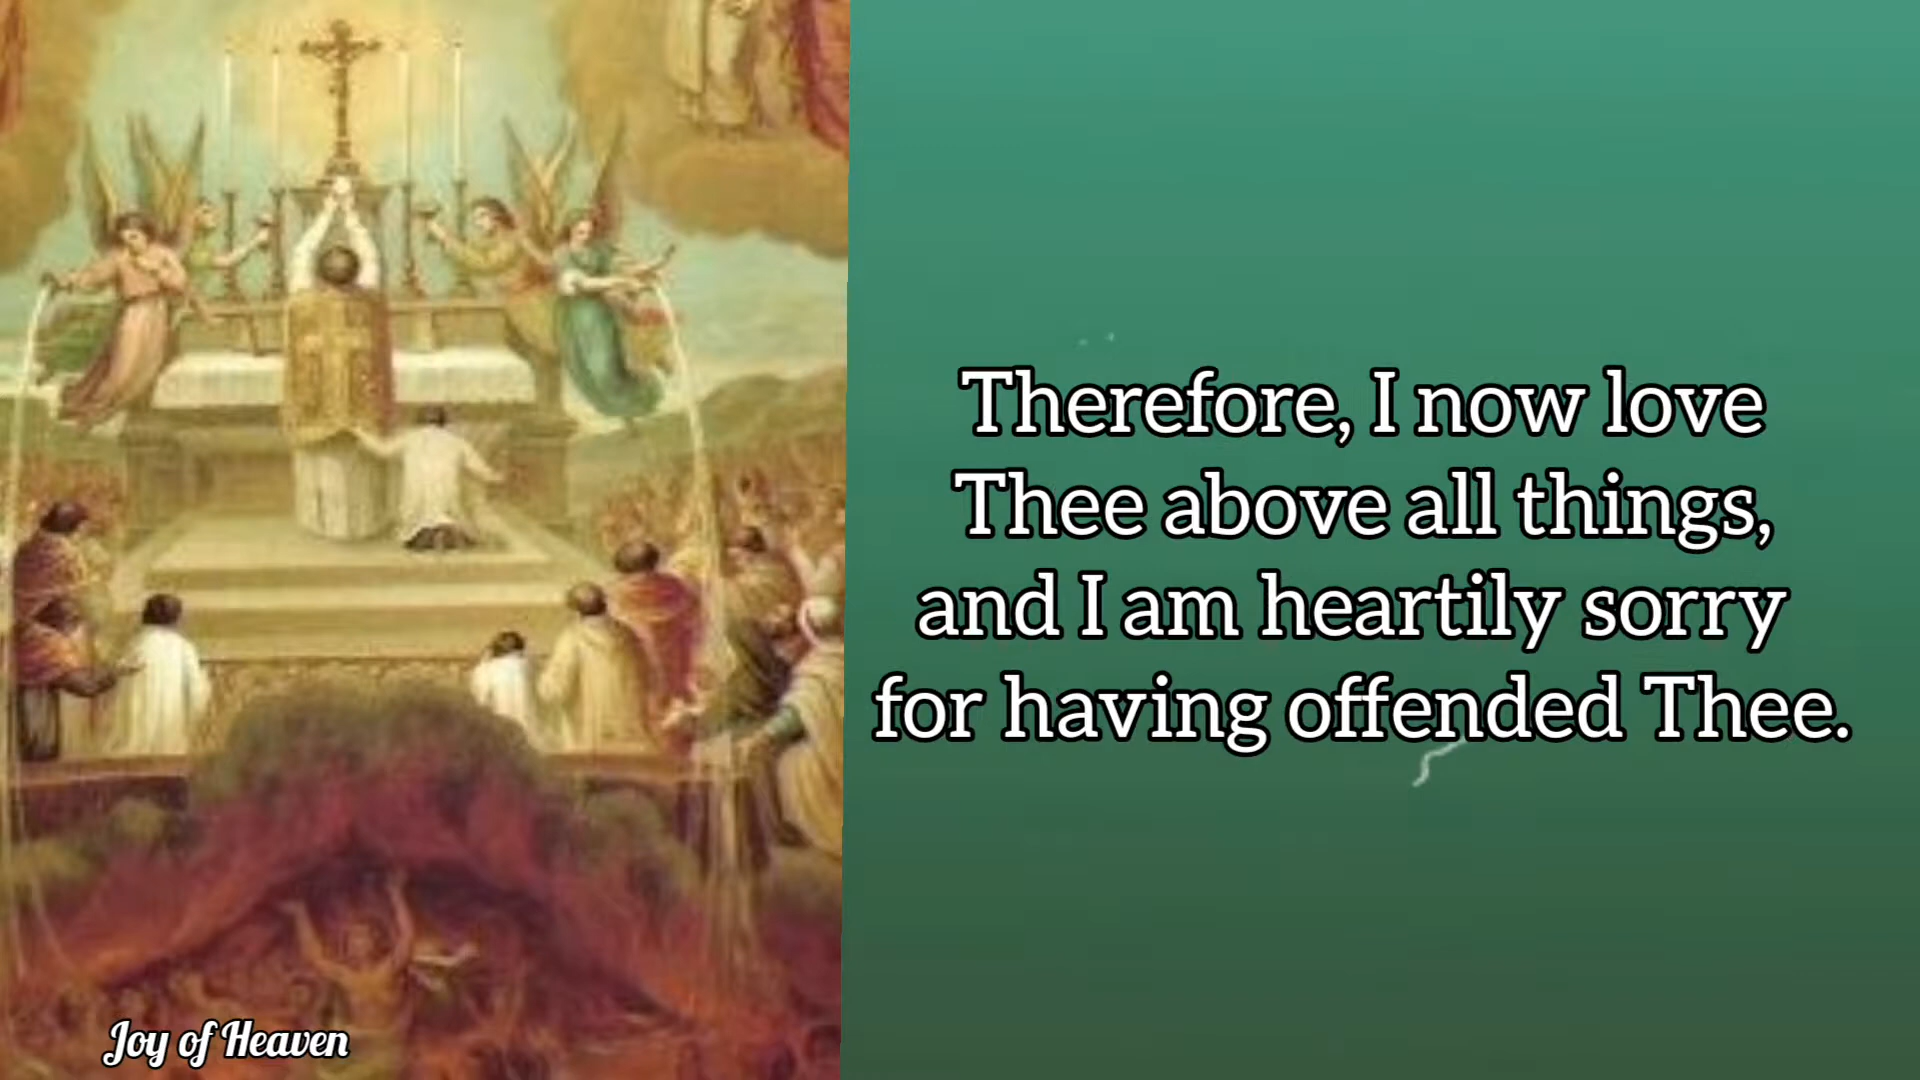 Therefore, I now love
Thee above all things,
and I am heartily sorry
for having offended Thee.
Joy of Heaven